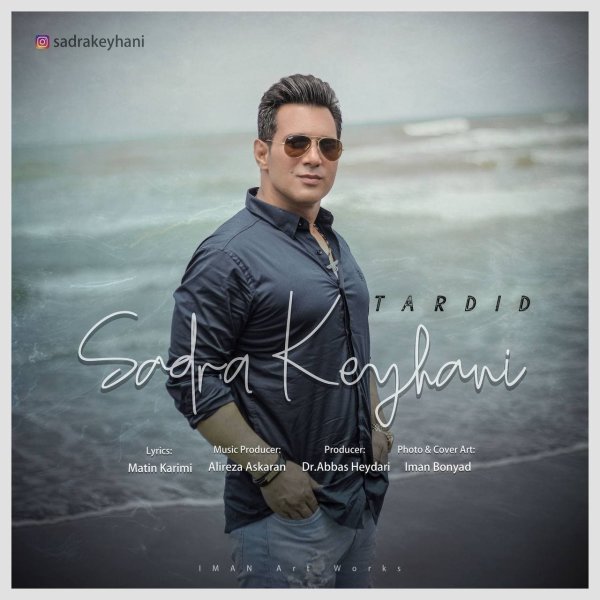 sadrakeyhani
TARDID
Sadra Keyhani
Lyrics:
Matin Karimi
Music Producer:
Alireza Askaran
Producer:
Dr.Abbas Heydari
Photo & Cover Art:
Iman Bonyad
IMAN Art Works